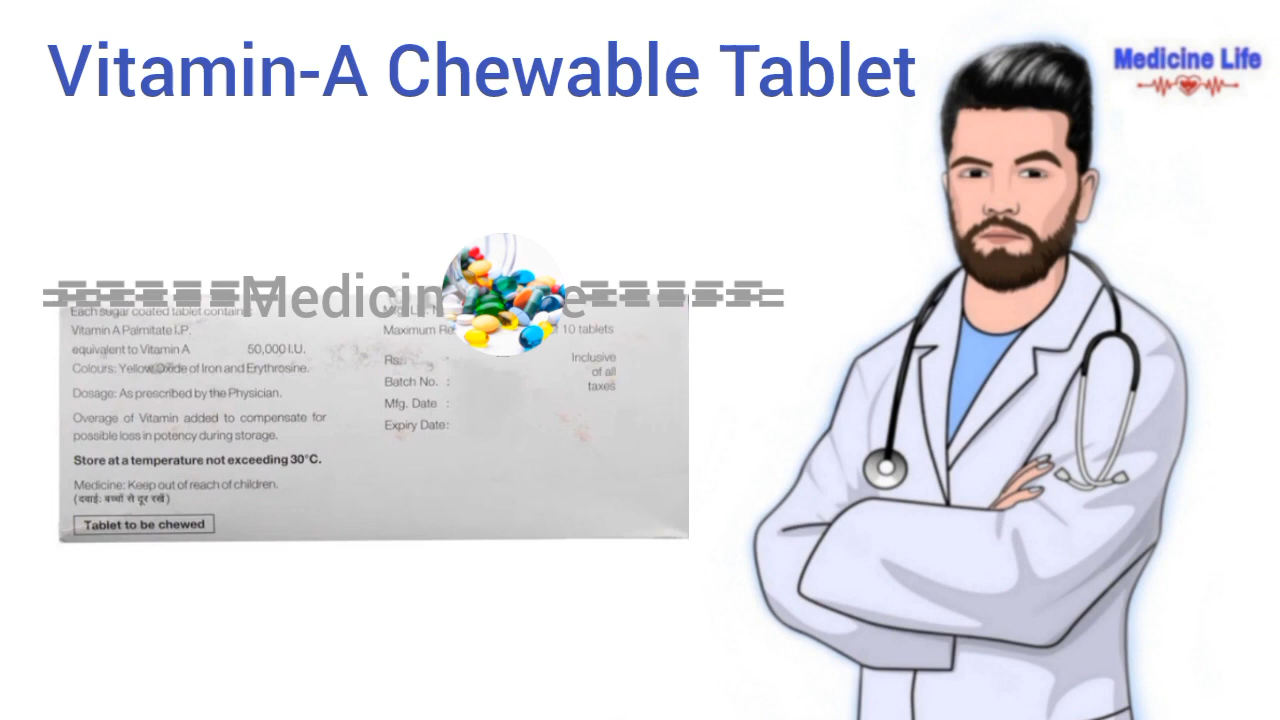 Vitamin-A Chewable Tablet
Medicine Life
Each sugar coated tablet contains
Vitamin A Palmitate I.P.
equivalent to Vitamin A 50,000 I.U.
Colours: Yellow Oxide of Iron and Erythrosine.
Dosage: As prescribed by the Physician.
Overage of Vitamin added to compensate for
possible loss in potency during storage.
Store at a temperature not exceeding 30°C.
Medicine: Keep out of reach of children.
(दवाई: बच्चों से दूर रखें)
Tablet to be chewed
Maximum 10 tablets
Rs.
Inclusive
of all
taxes
Batch No. :
Mfg. Date :
Expiry Date: